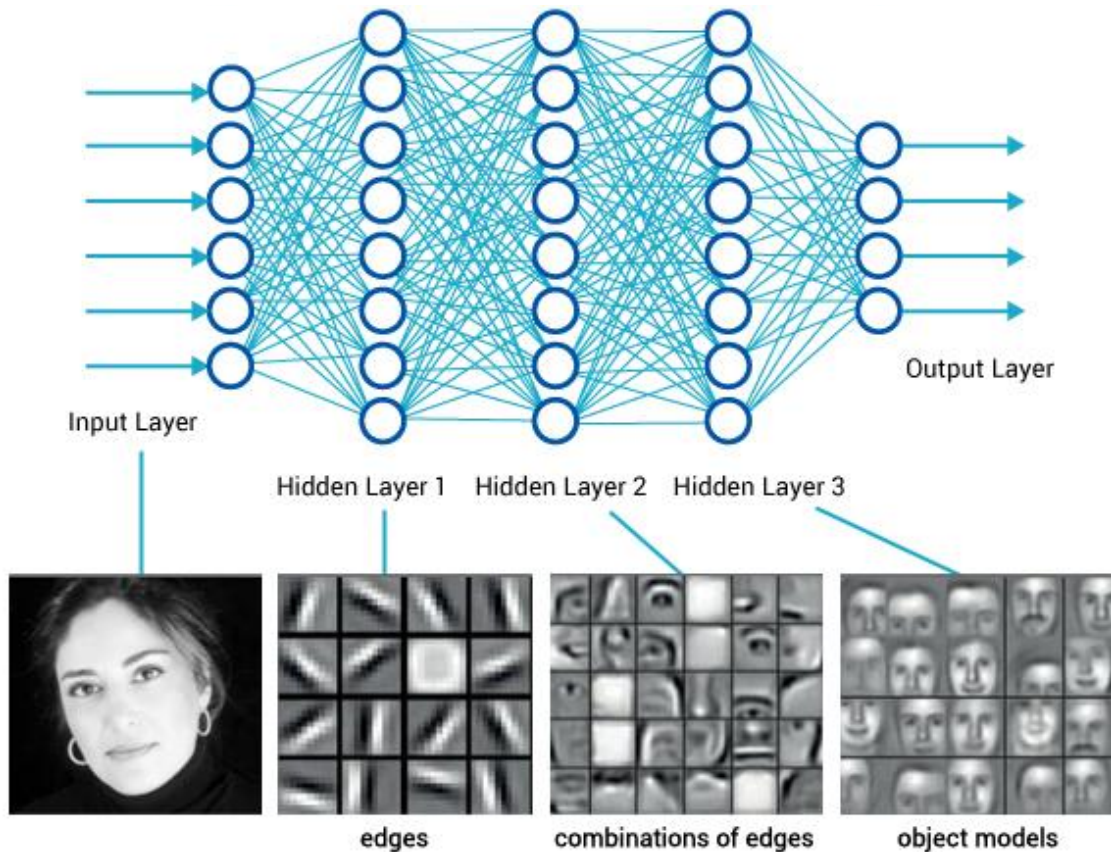 Output Layer
Input Layer
Hidden Layer 1
Hidden Layer 2
Hidden Layer 3
edges
combinations of edges
object models